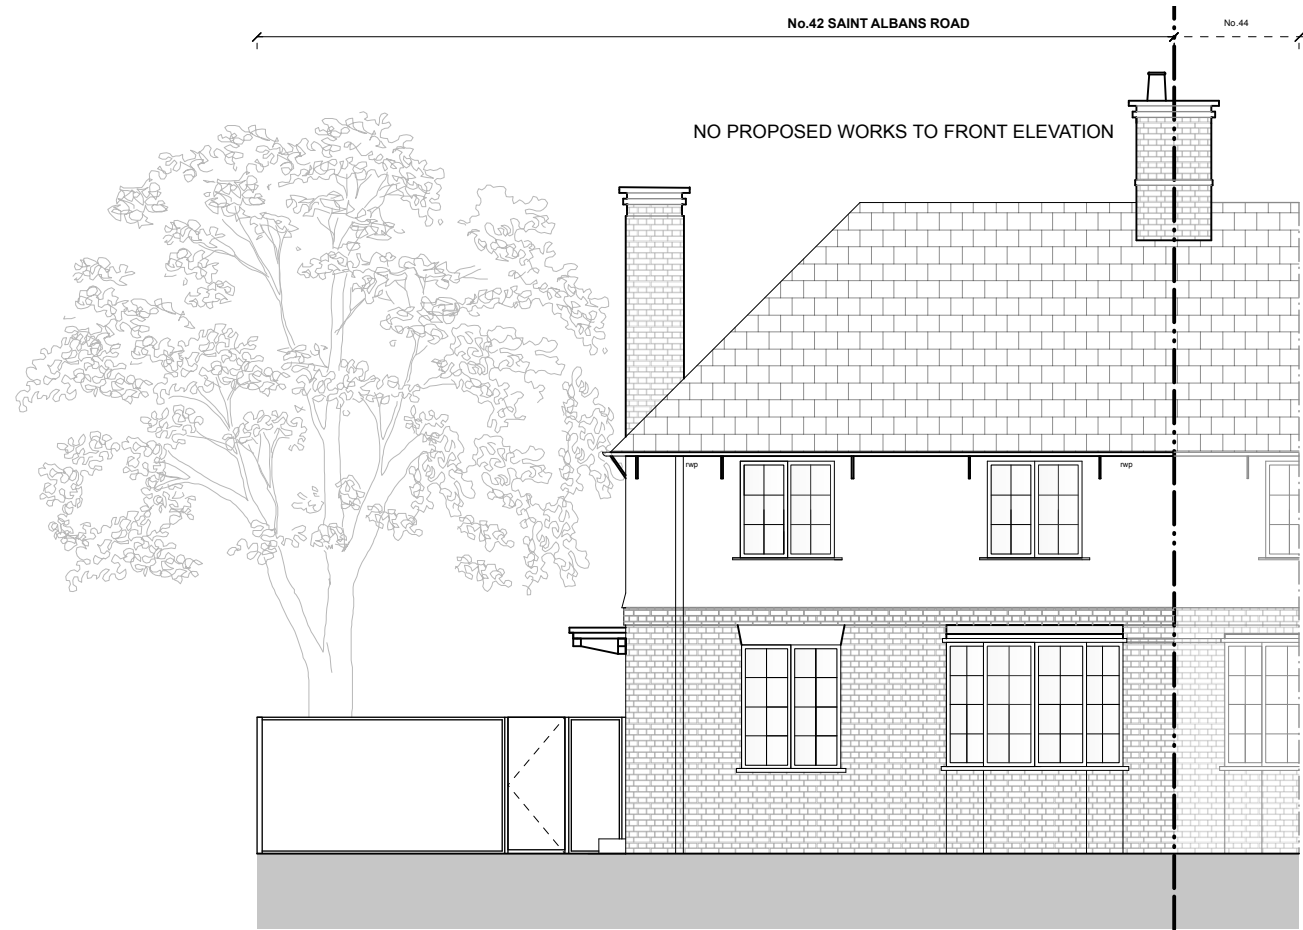 No.42 SAINT ALBANS ROAD
No.44
NO PROPOSED WORKS TO FRONT ELEVATION
rwp
rwp